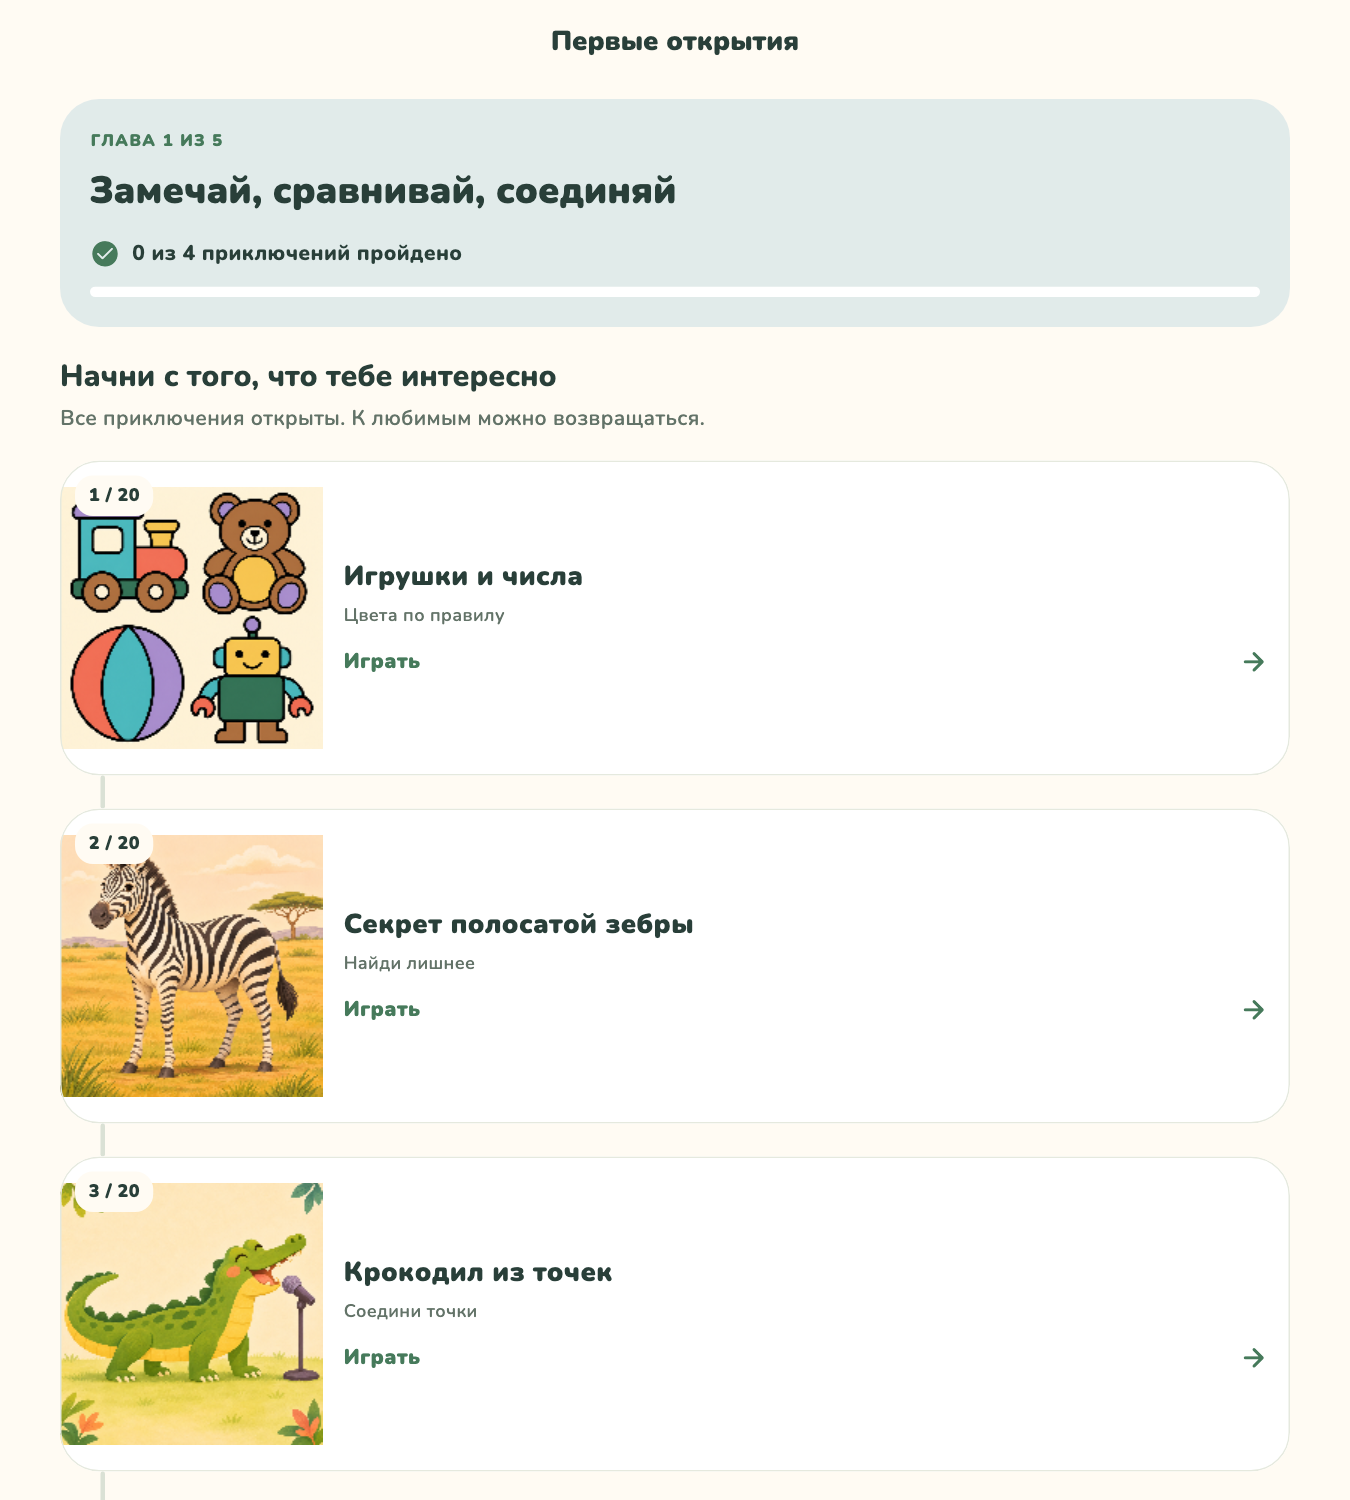 Первые открытия
ГЛАВА 1 ИЗ 5
Замечай, сравнивай, соединяй
0 из 4 приключений пройдено
Начни с того, что тебе интересно
Все приключения открыты. К любимым можно возвращаться.
1 / 20
Игрушки и числа
Цвета по правилу
Играть
2 / 20
Секрет полосатой зебры
Найди лишнее
Играть
3 / 20
Крокодил из точек
Соедини точки
Играть